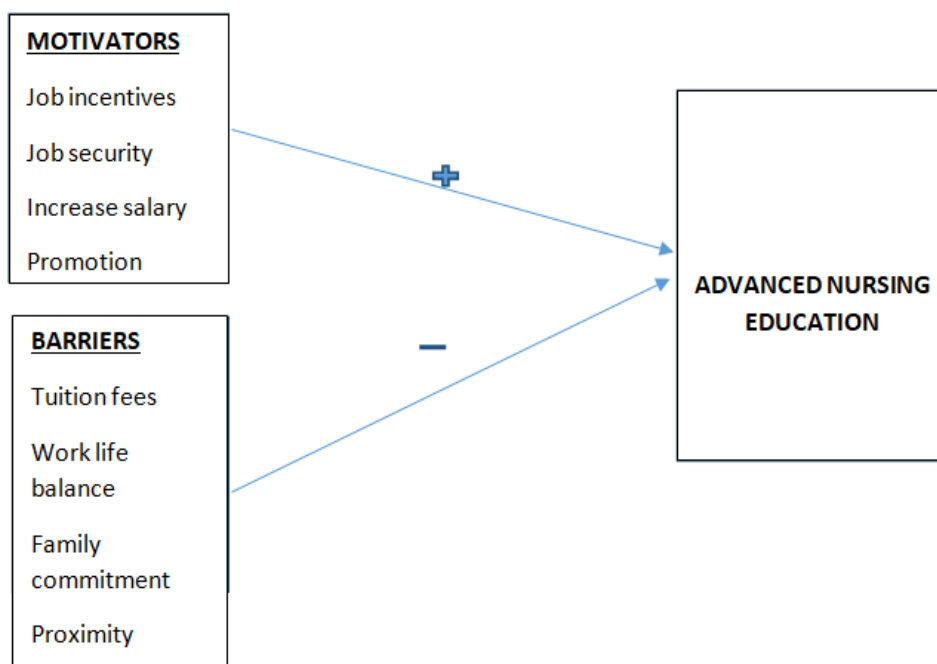 MOTIVATORS
Job incentives
Job security
Increase salary
Promotion
BARRIERS
Tuition fees
Work life
balance
Family
commitment
Proximity
ADVANCED NURSING
EDUCATION